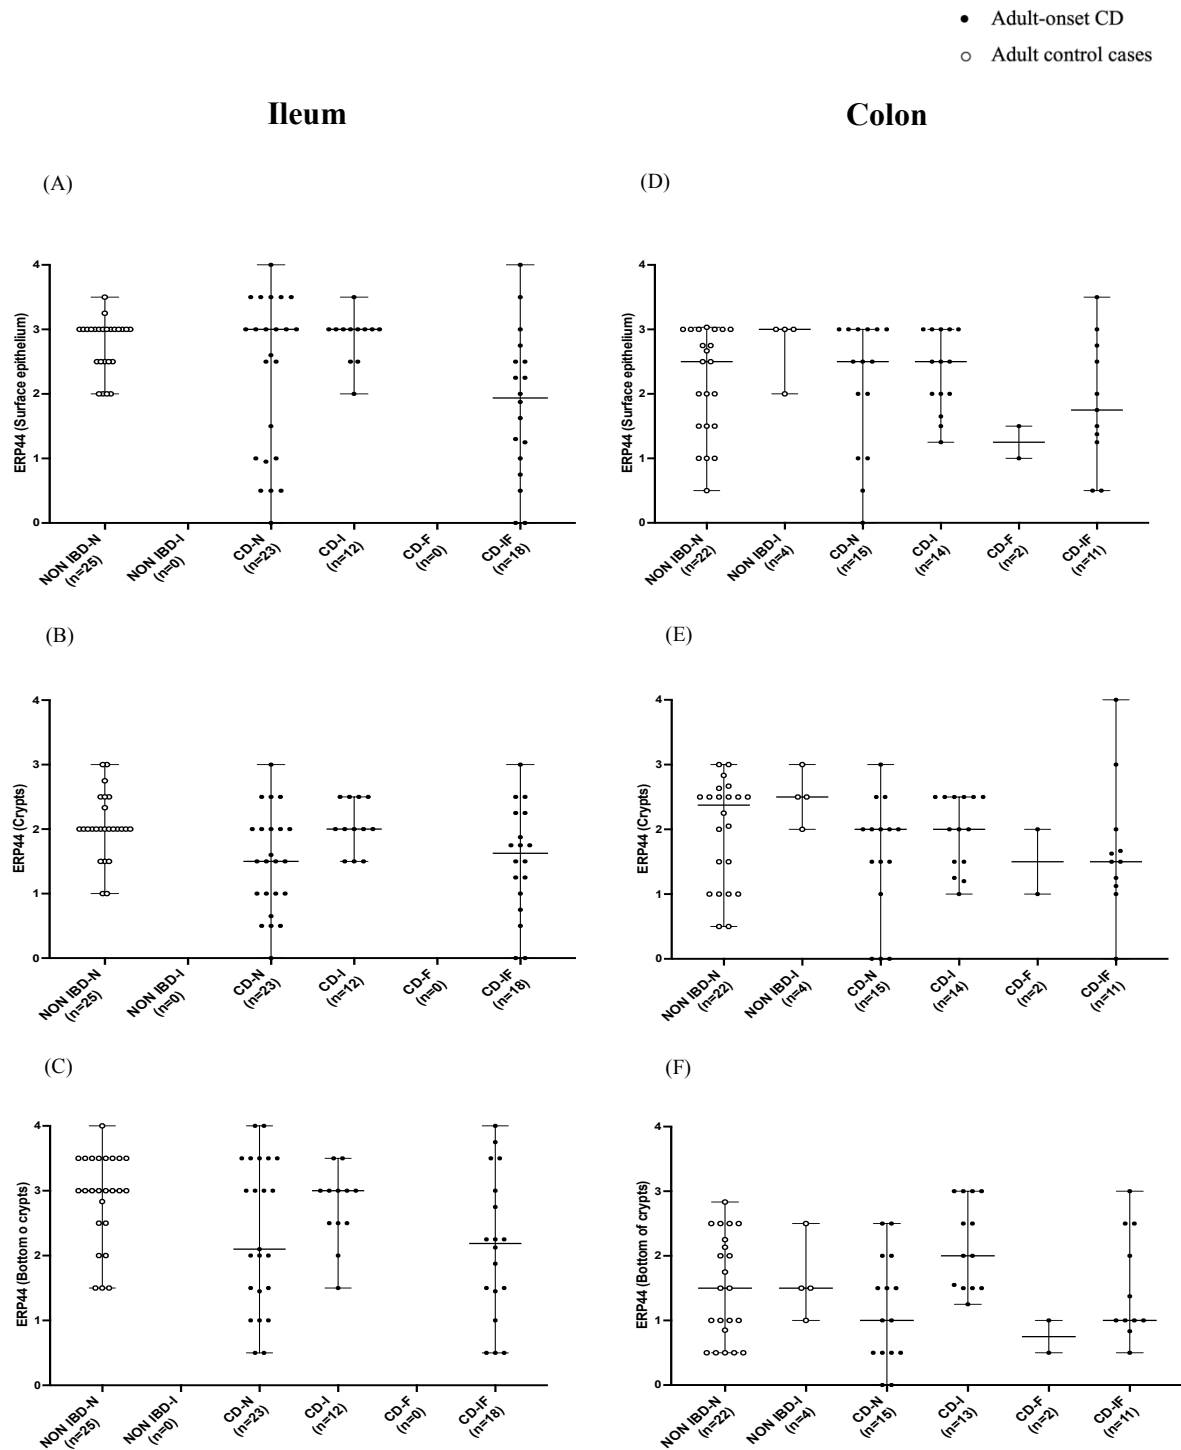 Adult-onset CD
Adult control cases
Ileum
Colon
(A)
ERP44 (Surface epithelium)
4
3
2
1
0
NON IBD-N
(n=25)
NON IBD-I
(n=0)
CD-N
(n=23)
CD-I
(n=12)
CD-F
(n=0)
CD-IF
(n=18)
(D)
ERP44 (Surface epithelium)
4
3
2
1
0
NON IBD-N
(n=22)
NON IBD-I
(n=4)
CD-N
(n=15)
CD-I
(n=14)
CD-F
(n=2)
CD-IF
(n=11)
(B)
ERP44 (Crypts)
4
3
2
1
0
NON IBD-N
(n=25)
NON IBD-I
(n=0)
CD-N
(n=23)
CD-I
(n=12)
CD-F
(n=0)
CD-IF
(n=18)
(E)
ERP44 (Crypts)
4
3
2
1
0
NON IBD-N
(n=22)
NON IBD-I
(n=4)
CD-N
(n=15)
CD-I
(n=14)
CD-F
(n=2)
CD-IF
(n=11)
(C)
ERP44 (Bottom o crypts)
4
3
2
1
0
NON IBD-N
(n=25)
NON IBD-I
(n=0)
CD-N
(n=23)
CD-I
(n=12)
CD-F
(n=0)
CD-IF
(n=18)
(F)
ERP44 (Bottom of crypts)
4
3
2
1
0
NON IBD-N
(n=22)
NON IBD-I
(n=4)
CD-N
(n=15)
CD-I
(n=13)
CD-F
(n=2)
CD-IF
(n=11)